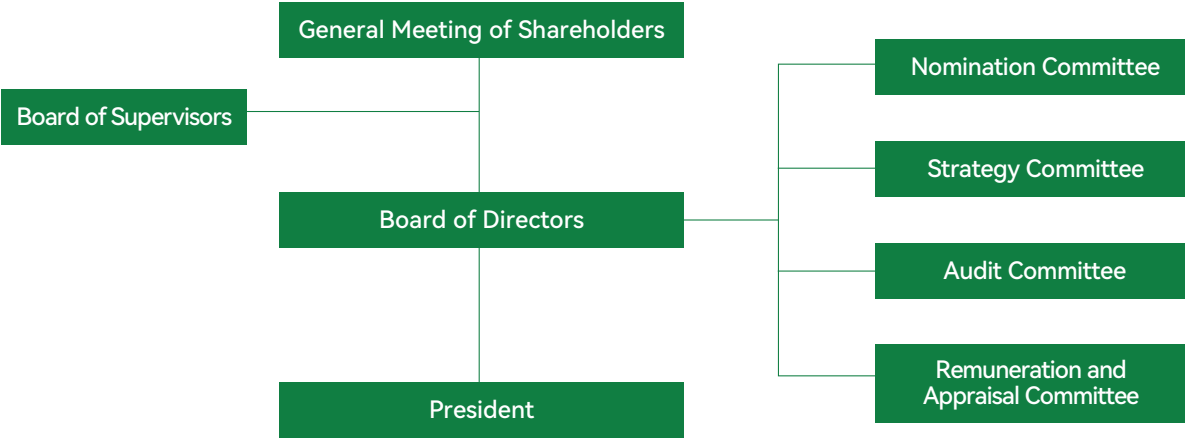 General Meeting of Shareholders
Board of Supervisors
Board of Directors
President
Nomination Committee
Strategy Committee
Audit Committee
Remuneration and
Appraisal Committee